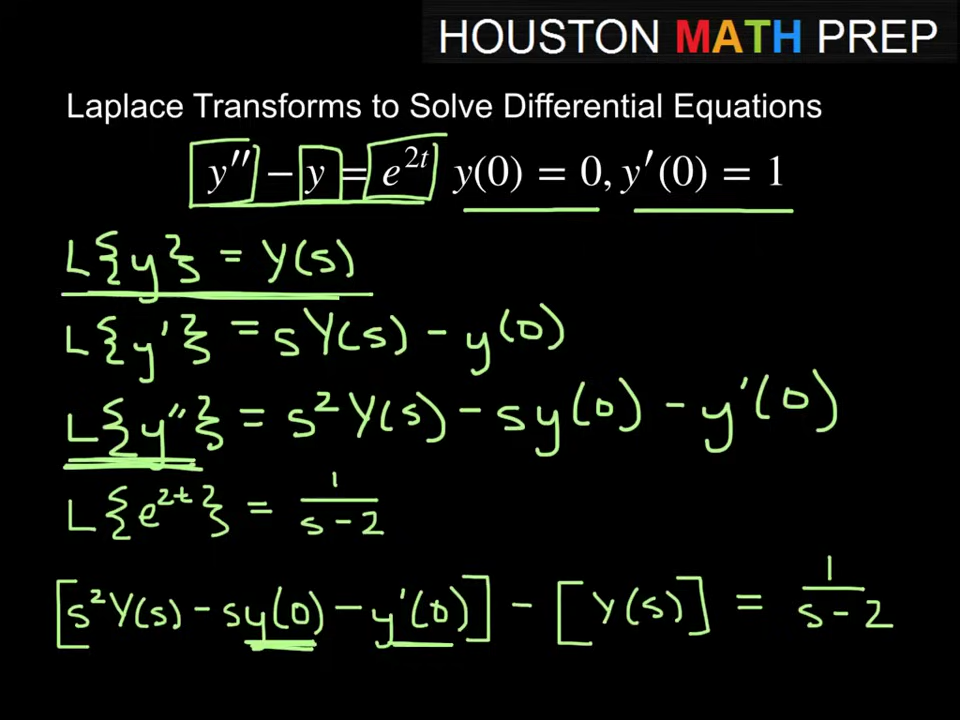 HOUSTON MATH PREP
Laplace Transforms to Solve Differential Equations
y″ − y = e^{2t} y(0) = 0, y′(0) = 1
L{y} = Y(s)
L{y'} = sY(s) - y(0)
L{y"} = s²Y(s) - sy(0) - y'(0)
L{e^{2t}} = 1/(s-2)
[s²Y(s) - sy(0) - y'(0)] - [Y(s)] = 1/(s-2)